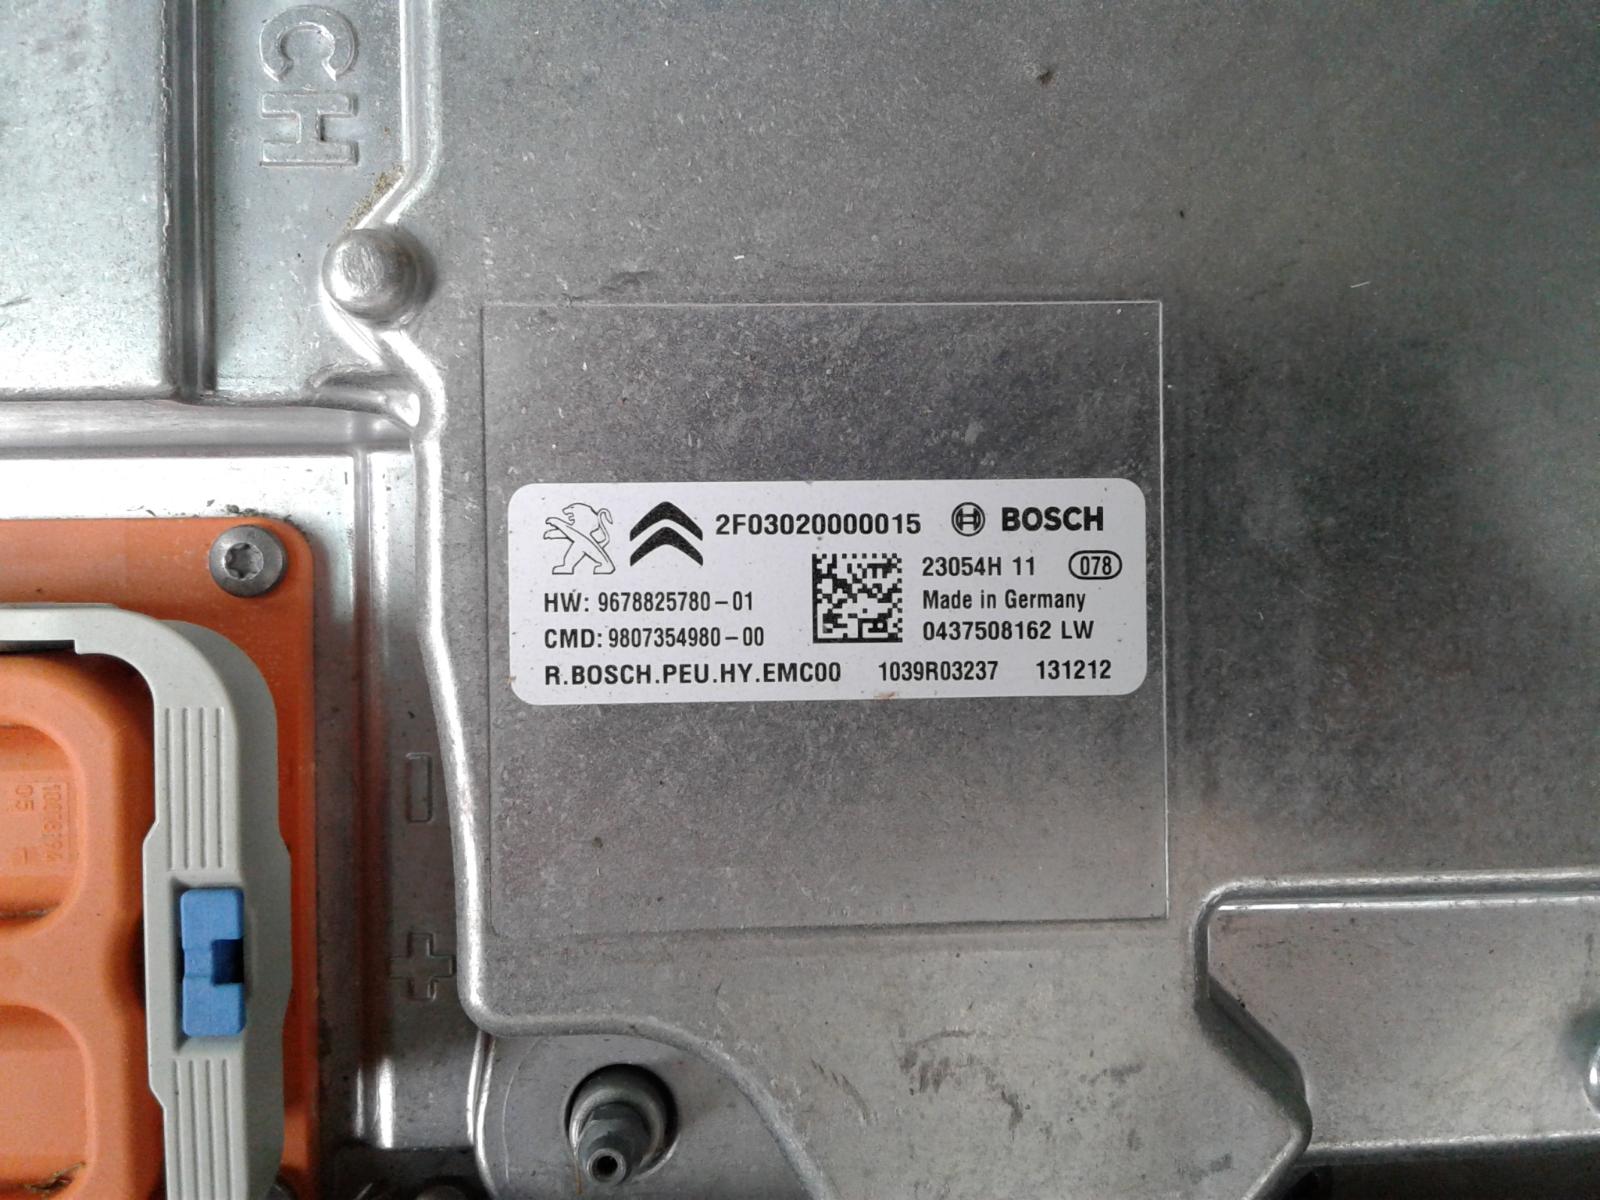 CH
2F03020000015 BOSCH
23054H 11 078
HW: 9678825780-01 Made in Germany
CMD: 9807354980-00 0437508162 LW
R.BOSCH.PEU.HY.EMC00 1039R03237 131212
-
+
05